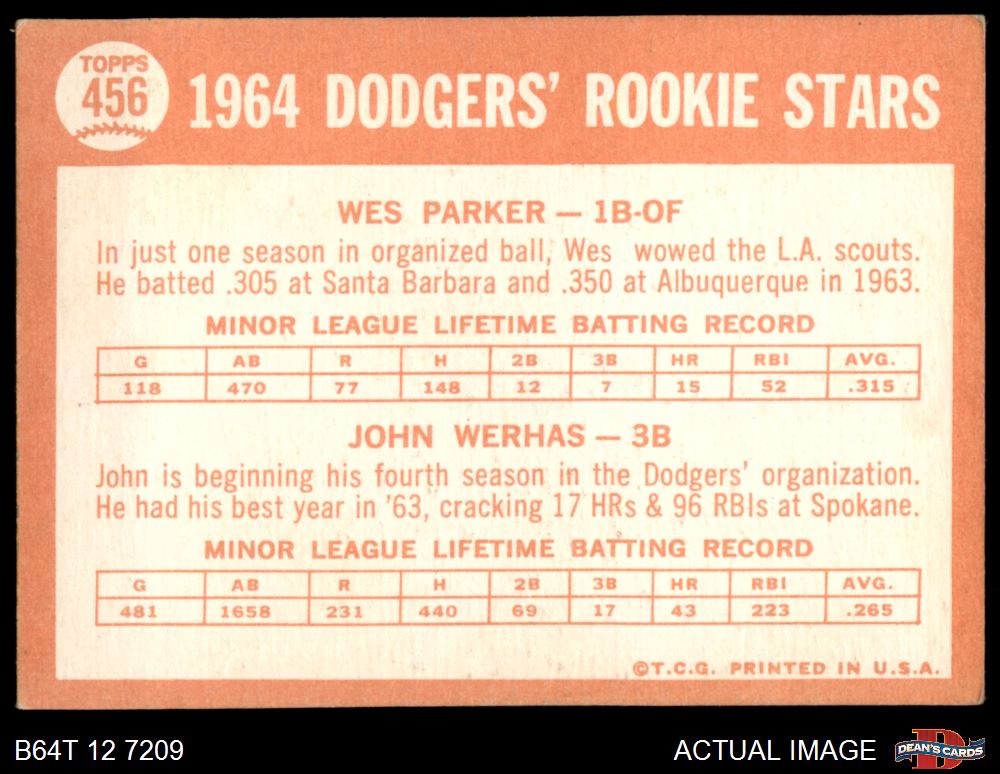 TOPPS
456
1964 DODGERS' ROOKIE STARS
WES PARKER — 1B-OF
In just one season in organized ball, Wes wowed the L.A. scouts.
He batted .305 at Santa Barbara and .350 at Albuquerque in 1963.
MINOR LEAGUE LIFETIME BATTING RECORD
G AB R H 2B 3B HR RBI AVG.
118 470 77 148 12 7 15 52 .315
JOHN WERHAS — 3B
John is beginning his fourth season in the Dodgers' organization.
He had his best year in '63, cracking 17 HRs & 96 RBIs at Spokane.
MINOR LEAGUE LIFETIME BATTING RECORD
G AB R H 2B 3B HR RBI AVG.
481 1658 231 440 69 17 43 223 .265
©T.C.G. PRINTED IN U.S.A.
B64T 12 7209
ACTUAL IMAGE
D
DEAN'S CARDS